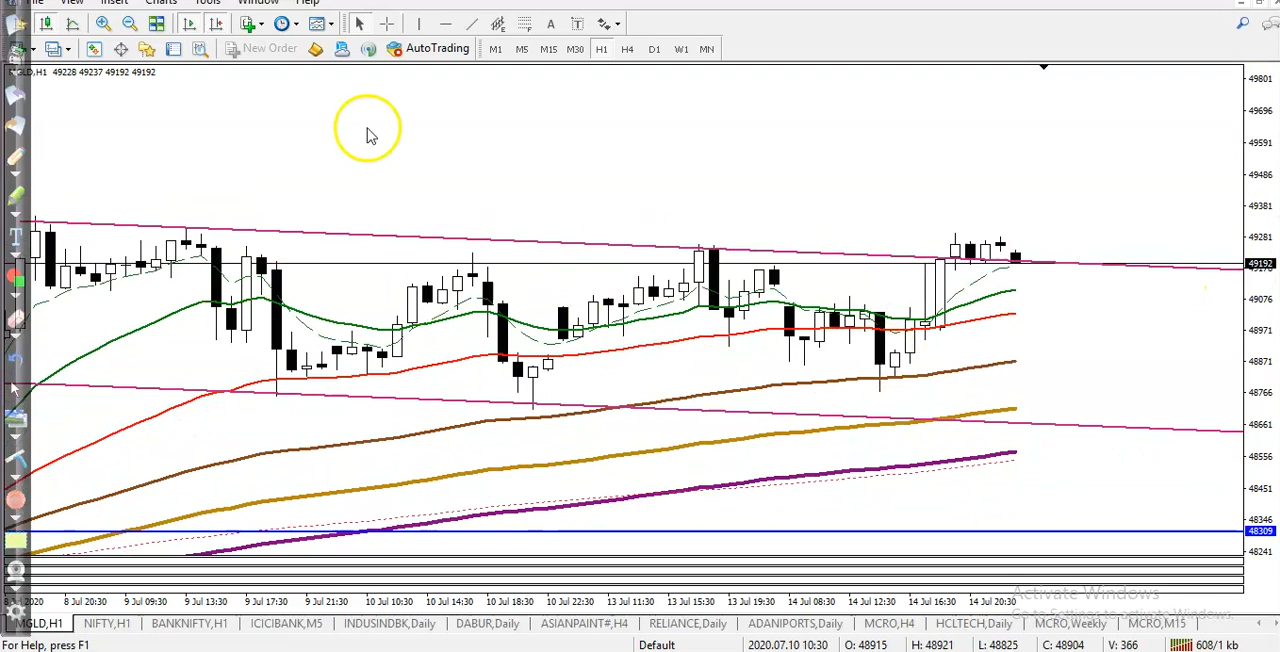 View Insert Charts Tools Window Help
New Order AutoTrading M1 M5 M15 M30 H1 H4 D1 W1 MN
MGLD,H1 49228 49237 49192 49192
49801
49696
49591
49486
49381
49281
49192
49076
48971
48871
48766
48661
48556
48451
48346
48309
48241
Activate Windows
Go to Settings to activate Windows.
8 Jul 2020 8 Jul 20:30 9 Jul 09:30 9 Jul 13:30 9 Jul 17:30 9 Jul 21:30 10 Jul 10:30 10 Jul 14:30 10 Jul 18:30 10 Jul 22:30 13 Jul 11:30 13 Jul 15:30 13 Jul 19:30 14 Jul 08:30 14 Jul 12:30 14 Jul 16:30 14 Jul 20:30
MGLD,H1 NIFTY,H1 BANKNIFTY,H1 ICICIBANK,M5 INDUSINDBK,Daily DABUR,Daily ASIANPAINT#,H4 RELIANCE,Daily ADANIPORTS,Daily MCRO,H4 HCLTECH,Daily MCRO,Weekly MCRO,M15
For Help, press F1 Default 2020.07.10 10:30 O: 48915 H: 48921 L: 48825 C: 48904 V: 366 608/1 kb